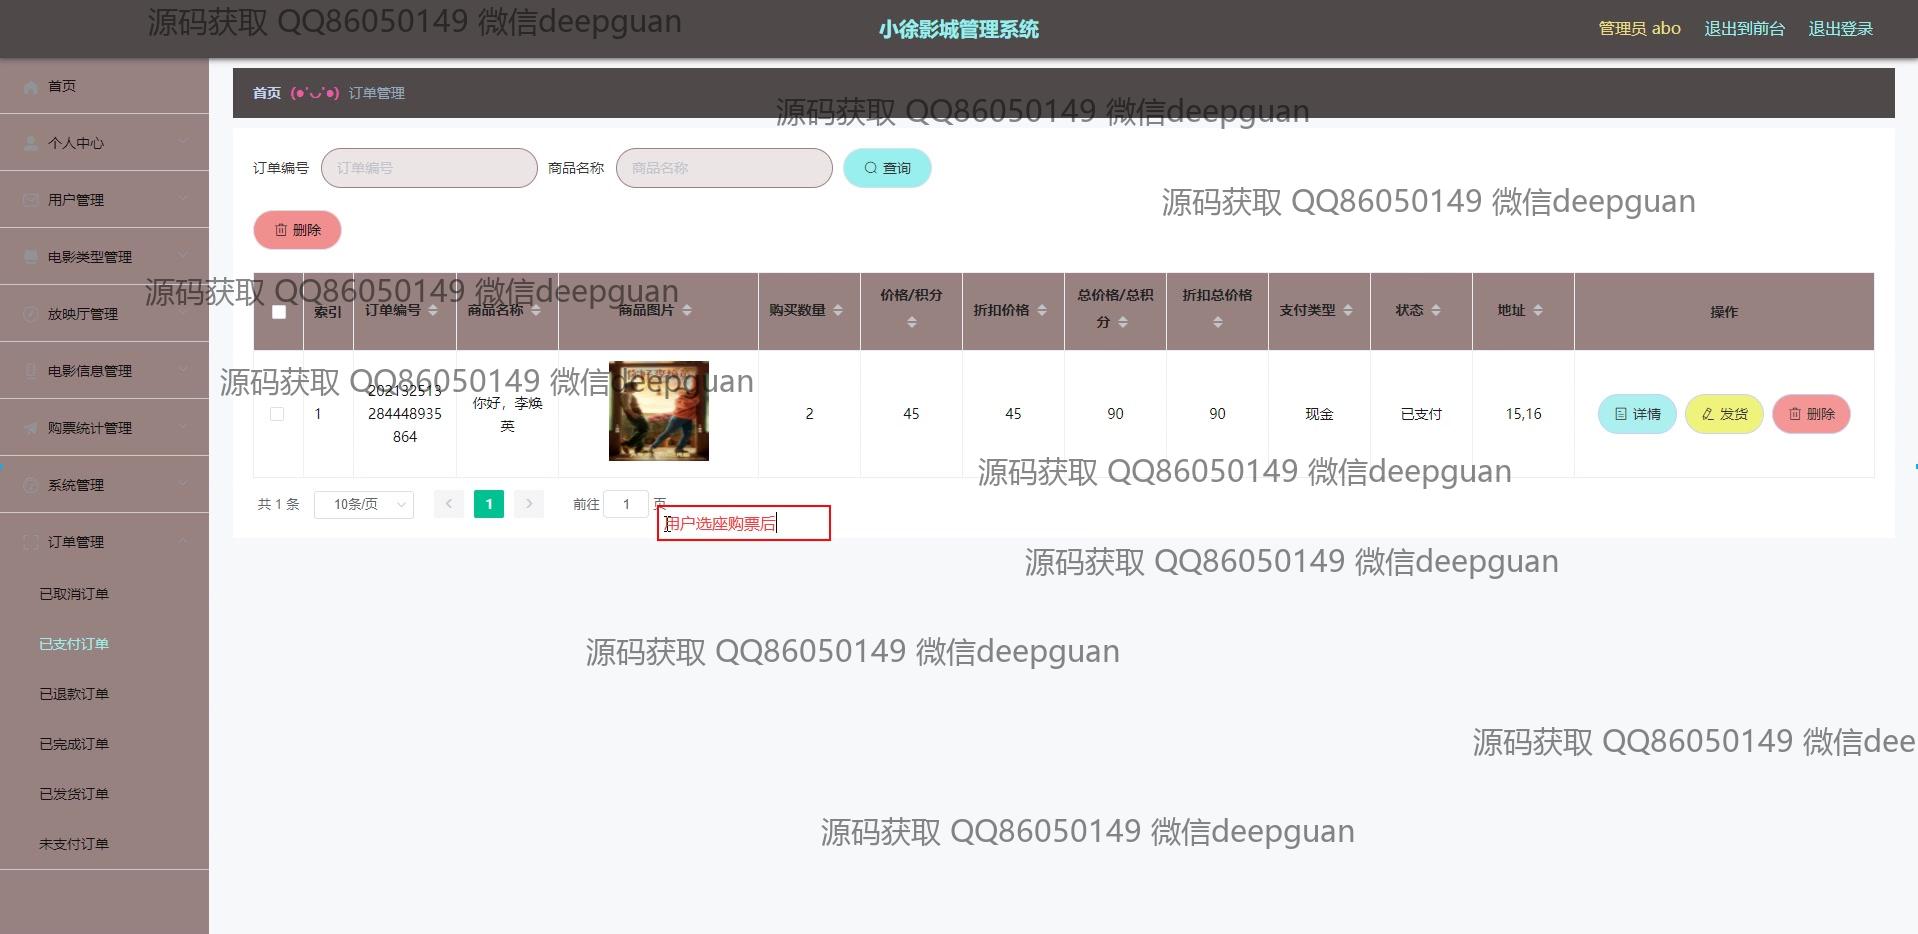 源码获取 QQ86050149 微信deepguan
小徐影城管理系统
管理员 abo 退出到前台 退出登录
首页
个人中心
用户管理
电影类型管理
放映厅管理
电影信息管理
购票统计管理
系统管理
订单管理
已取消订单
已支付订单
已退款订单
已完成订单
已发货订单
未支付订单
首页 (●'◡'●) 订单管理
源码获取 QQ86050149 微信deepguan
订单编号 订单编号 商品名称 商品名称 查询
源码获取 QQ86050149 微信deepguan
删除
源码获取 QQ86050149 微信deepguan
索引 订单编号 商品名称 商品图片 购买数量 价格/积分 折扣价格 总价格/总积分 折扣总价格 支付类型 状态 地址 操作
源码获取 QQ86050149 微信deepguan
1 202132513284448935864 你好，李焕英 2 45 45 90 90 现金 已支付 15,16 详情 发货 删除
源码获取 QQ86050149 微信deepguan
共 1 条 10条/页 1 前往 1 页
用户选座购票后
源码获取 QQ86050149 微信deepguan
源码获取 QQ86050149 微信deepguan
源码获取 QQ86050149 微信dee
源码获取 QQ86050149 微信deepguan